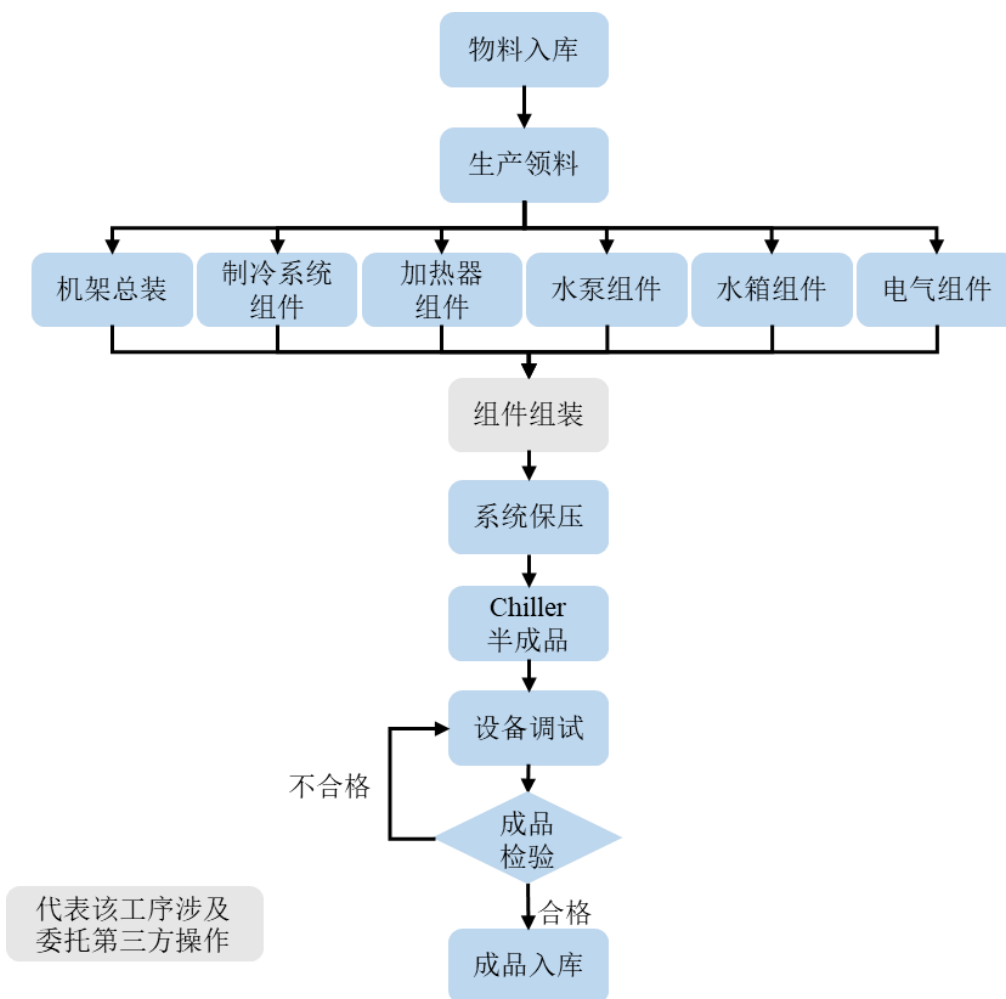 物料入库
生产领料
机架总装
制冷系统
组件
加热器
组件
水泵组件
水箱组件
电气组件
组件组装
系统保压
Chiller
半成品
设备调试
不合格
成品
检验
合格
成品入库
代表该工序涉及
委托第三方操作